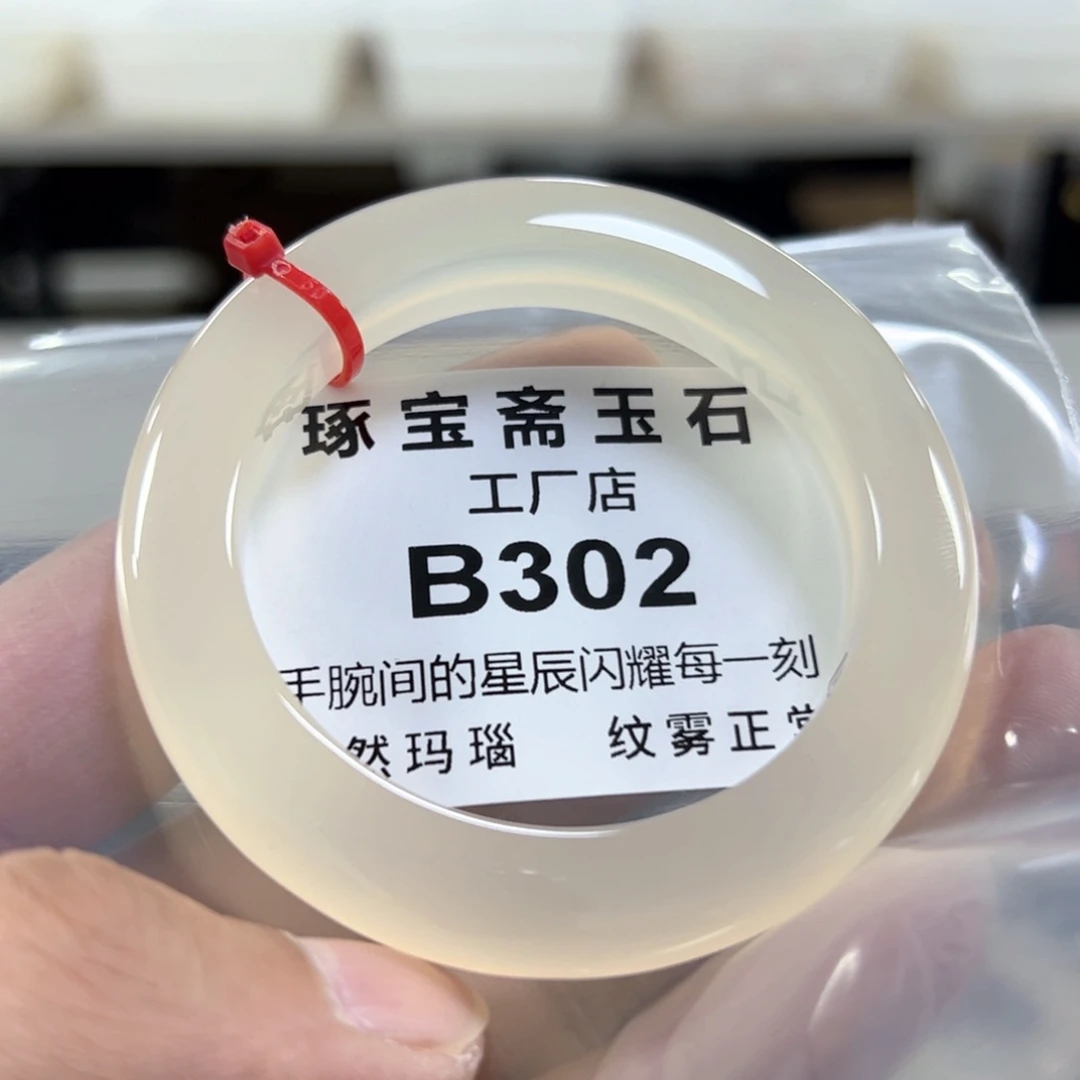 琢宝斋玉石
工厂店
B302
手腕间的星辰闪耀每一刻
然玛瑙 纹雾正常